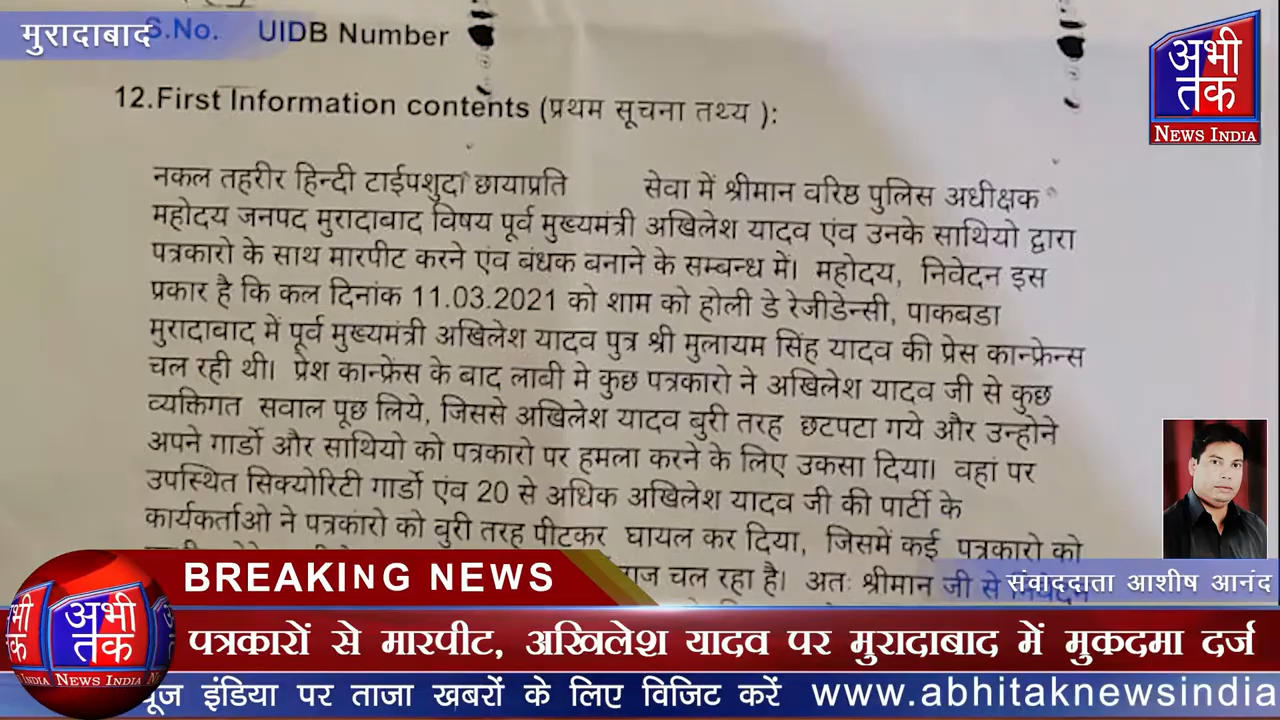 मुरादाबाद
S.No. UIDB Number
अभी
तक
NEWS INDIA
12.First Information contents (प्रथम सूचना तथ्य ):
नकल तहरीर हिन्दी टाईपशुदा छायाप्रति सेवा में श्रीमान वरिष्ठ पुलिस अधीक्षक
महोदय जनपद मुरादाबाद विषय पूर्व मुख्यमंत्री अखिलेश यादव एंव उनके साथियो द्वारा
पत्रकारो के साथ मारपीट करने एंव बंधक बनाने के सम्बन्ध में। महोदय, निवेदन इस
प्रकार है कि कल दिनांक 11.03.2021 को शाम को होली डे रेजीडेन्सी, पाकबडा
मुरादाबाद में पूर्व मुख्यमंत्री अखिलेश यादव पुत्र श्री मुलायम सिंह यादव की प्रेस कान्फ्रेन्स
चल रही थी। प्रेश कान्फ्रेंस के बाद लाबी मे कुछ पत्रकारो ने अखिलेश यादव जी से कुछ
व्यक्तिगत सवाल पूछ लिये, जिससे अखिलेश यादव बुरी तरह छटपटा गये और उन्होने
अपने गार्डो और साथियो को पत्रकारो पर हमला करने के लिए उकसा दिया। वहां पर
उपस्थित सिक्योरिटी गार्डो एंव 20 से अधिक अखिलेश यादव जी की पार्टी के
कार्यकर्ताओ ने पत्रकारो को बुरी तरह पीटकर घायल कर दिया, जिसमें कई पत्रकारो को
चल रहा है। अतः श्रीमान जी से निवेदन
संवाददाता आशीष आनंद
BREAKING NEWS
अभी
तक
NEWS INDIA
पत्रकारों से मारपीट, अखिलेश यादव पर मुरादाबाद में मुकदमा दर्ज
इंडिया पर ताजा खबरों के लिए विजिट करें www.abhitaknewsindia